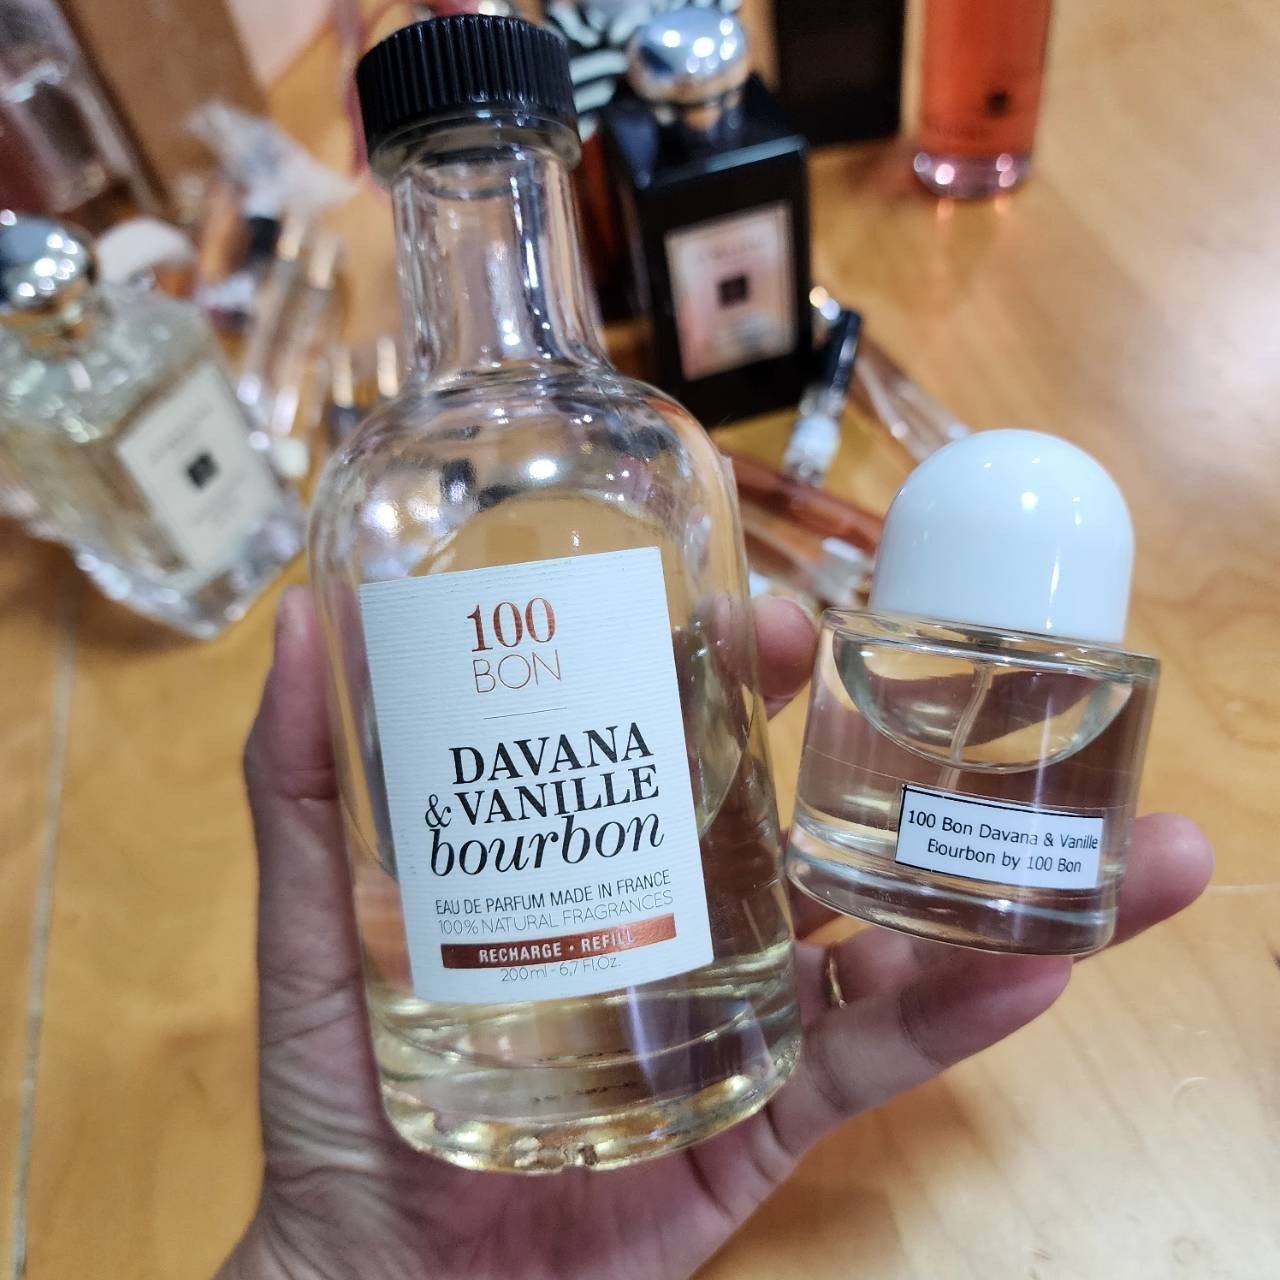 100
BON
DAVANA
& VANILLE
bourbon
EAU DE PARFUM MADE IN FRANCE
100% NATURAL FRAGRANCES
RECHARGE • REFILL
200ml - 6,7 Fl.Oz.
100 Bon Davana & Vanille
Bourbon by 100 Bon